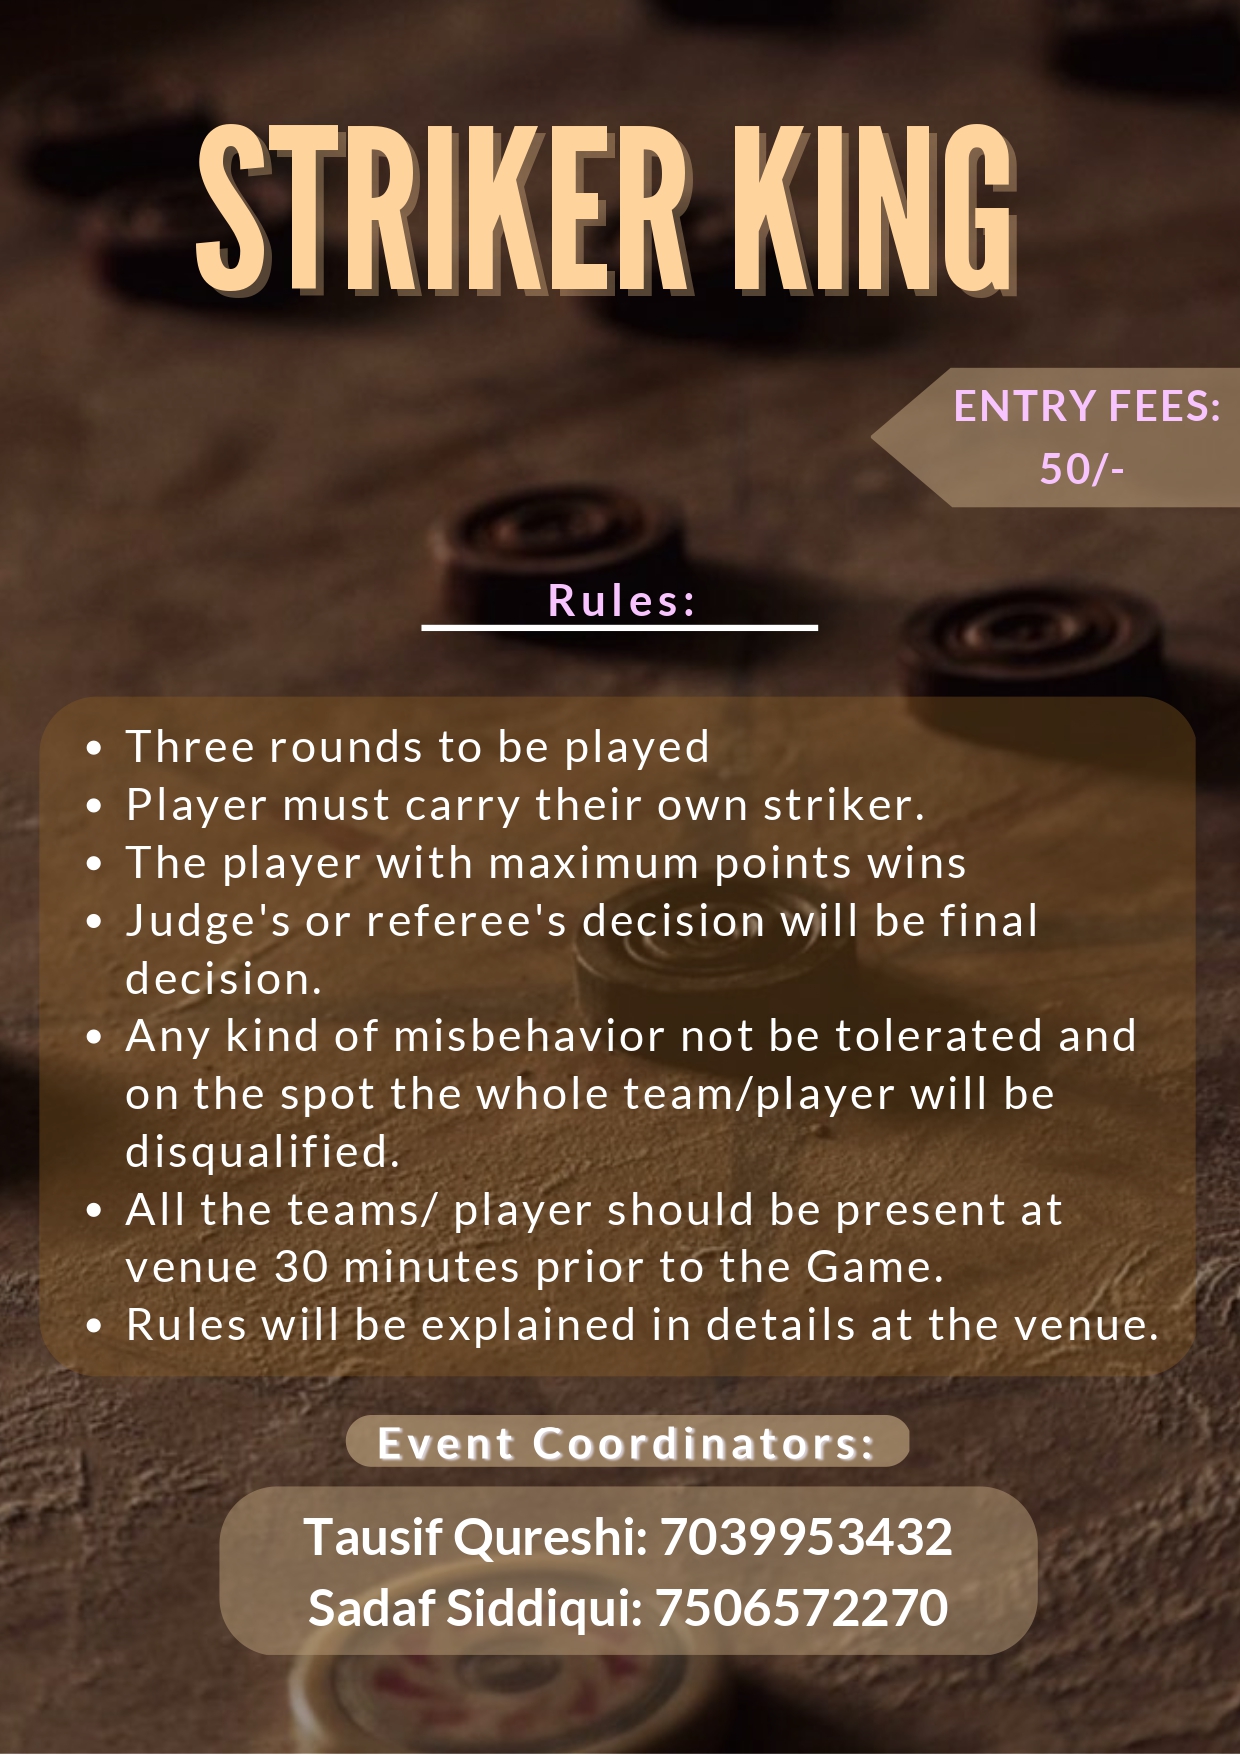 STRIKER KING
ENTRY FEES:
50/-
Rules:
• Three rounds to be played
• Player must carry their own striker.
• The player with maximum points wins
• Judge's or referee's decision will be final
decision.
• Any kind of misbehavior not be tolerated and
on the spot the whole team/player will be
disqualified.
• All the teams/ player should be present at
venue 30 minutes prior to the Game.
• Rules will be explained in details at the venue.
Event Coordinators:
Tausif Qureshi: 7039953432
Sadaf Siddiqui: 7506572270